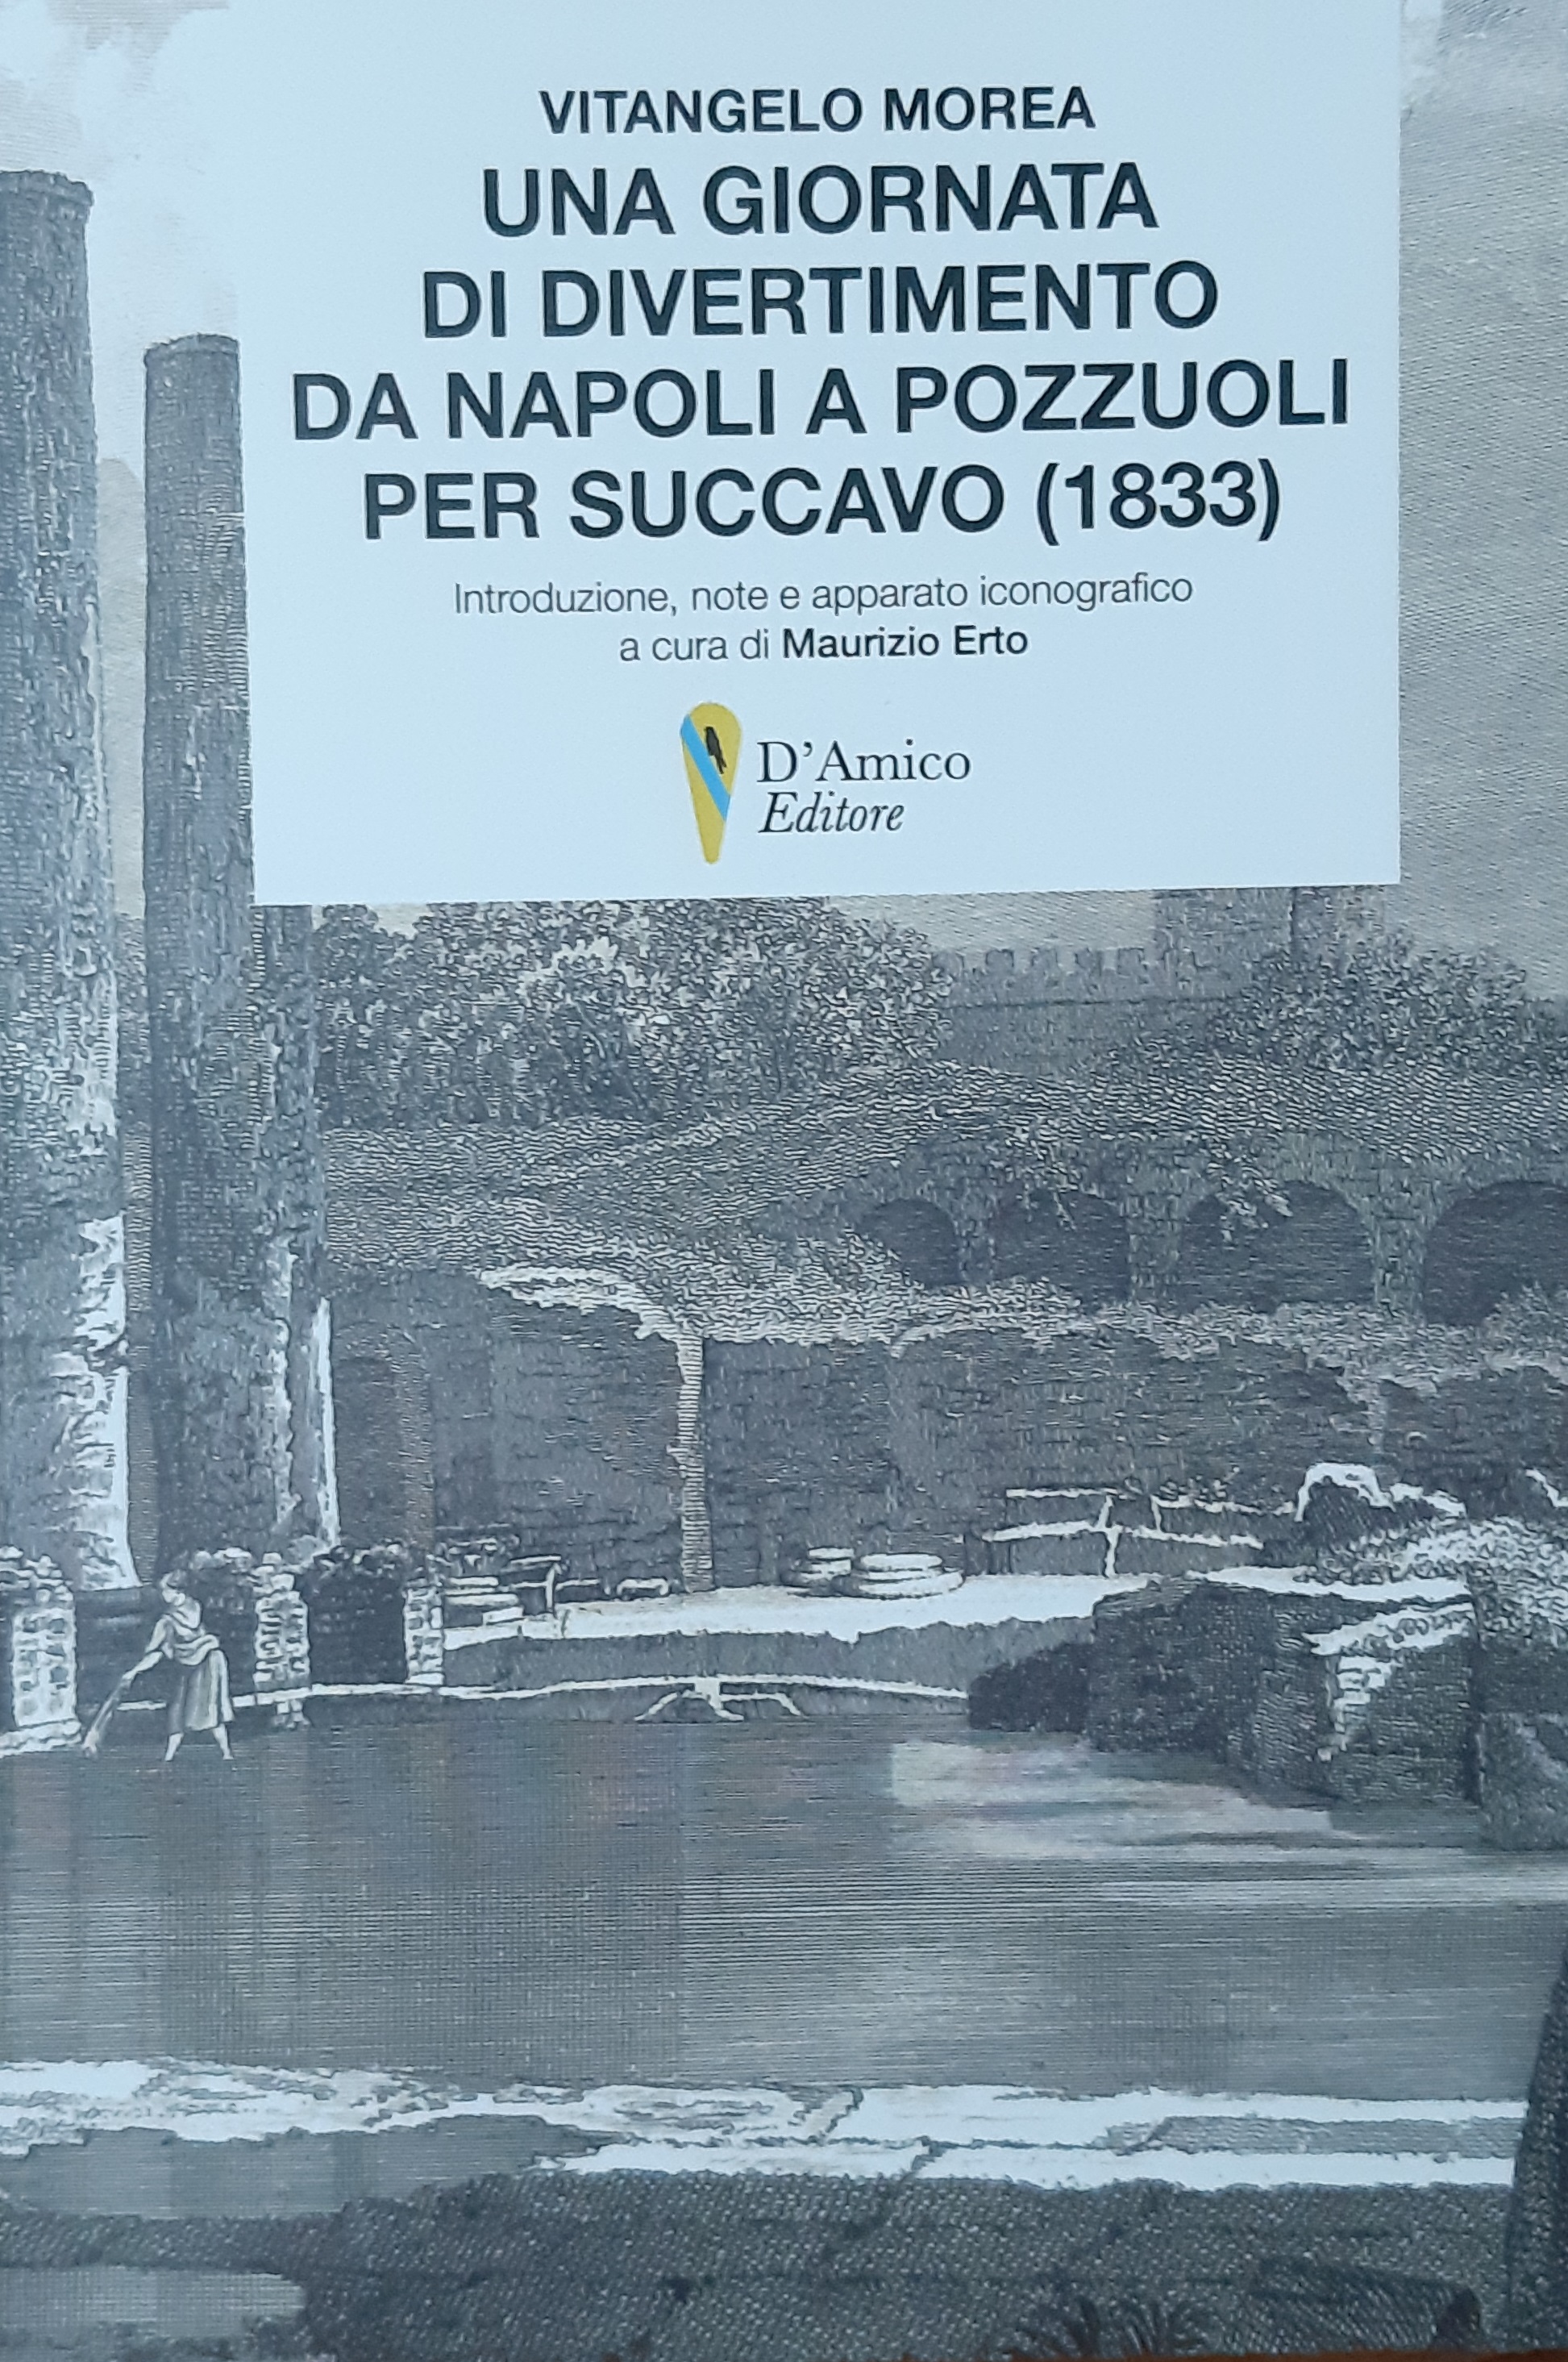 VITANGELO MOREA
UNA GIORNATA
DI DIVERTIMENTO
DA NAPOLI A POZZUOLI
PER SUCCAVO (1833)
Introduzione, note e apparato iconografico
a cura di Maurizio Erto
D'Amico
Editore